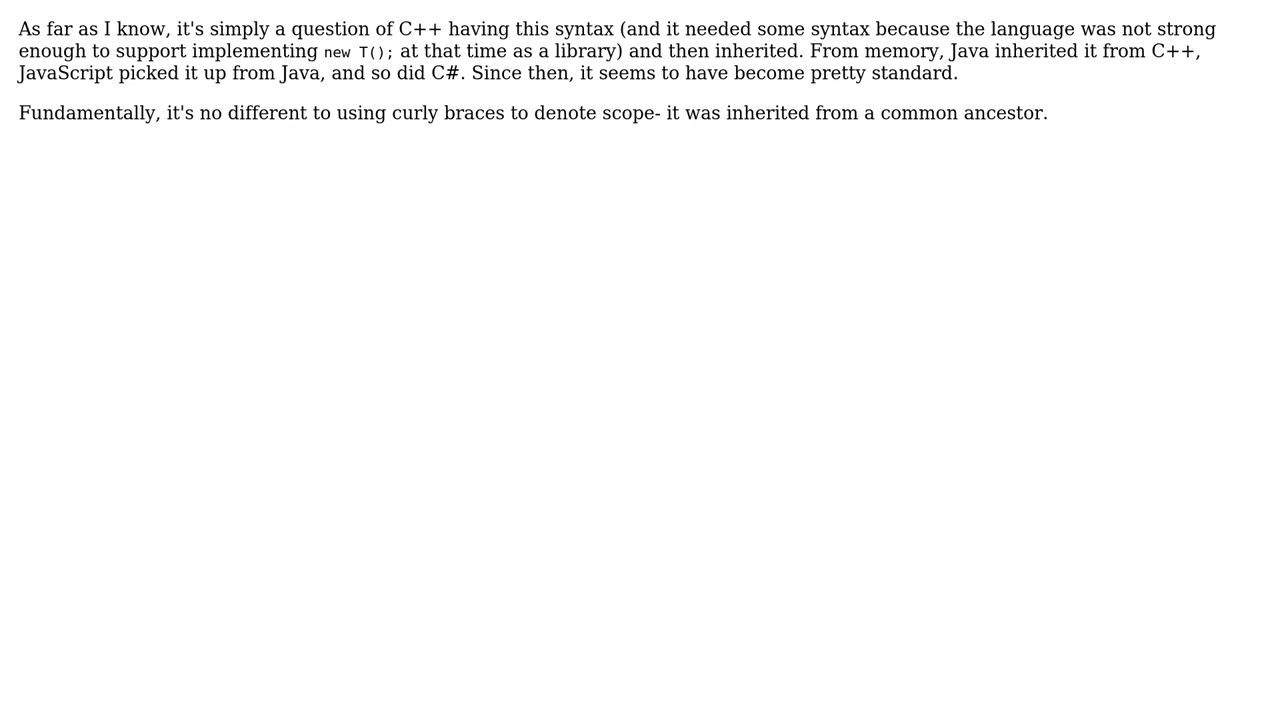 As far as I know, it's simply a question of C++ having this syntax (and it needed some syntax because the language was not strong
enough to support implementing new T(); at that time as a library) and then inherited. From memory, Java inherited it from C++,
JavaScript picked it up from Java, and so did C#. Since then, it seems to have become pretty standard.
Fundamentally, it's no different to using curly braces to denote scope- it was inherited from a common ancestor.